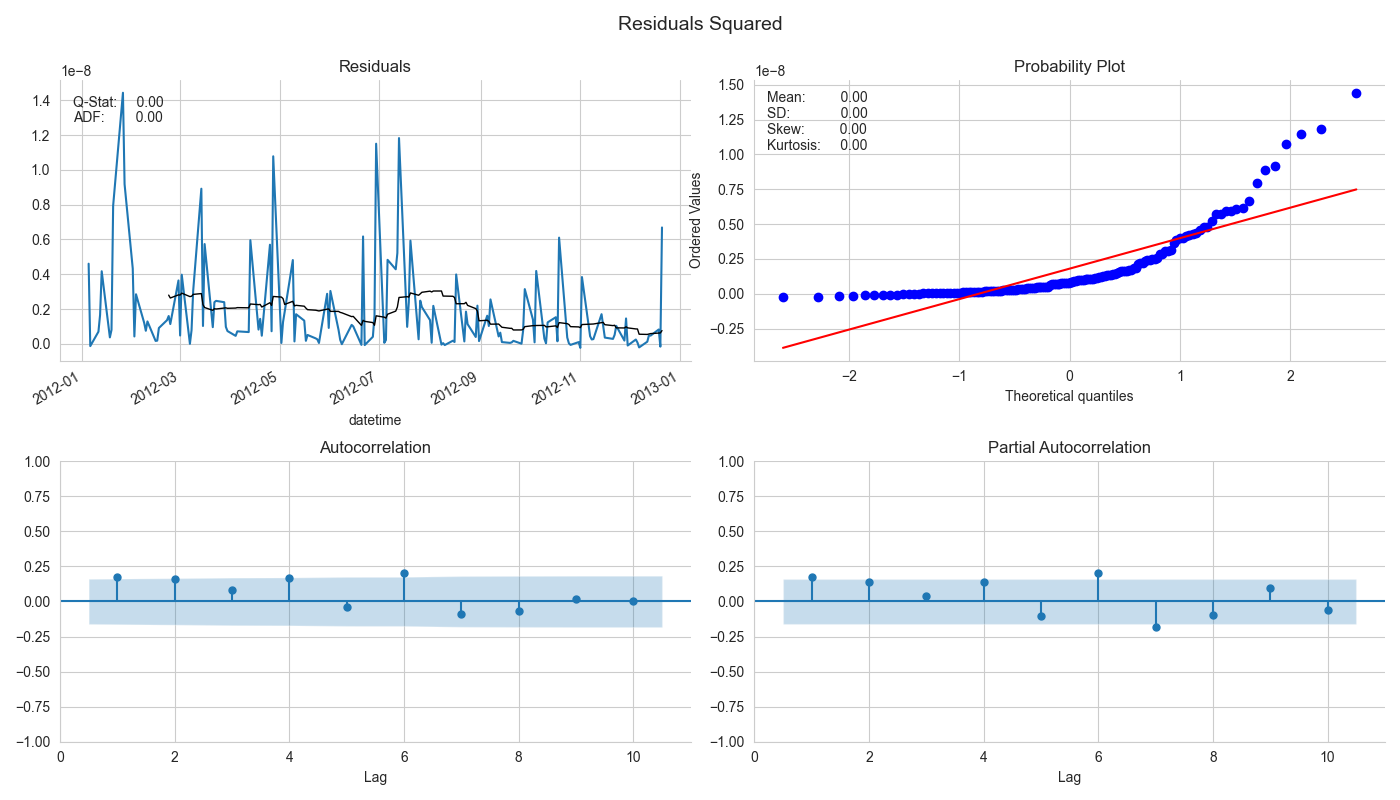 Residuals Squared
Residuals
1e−8
Q-Stat: 0.00
ADF: 0.00
1.4
1.2
1.0
0.8
0.6
0.4
0.2
0.0
2012-01
2012-03
2012-05
2012-07
2012-09
2012-11
2013-01
datetime
Probability Plot
1e−8
Mean: 0.00
SD: 0.00
Skew: 0.00
Kurtosis: 0.00
1.50
1.25
1.00
0.75
0.50
0.25
0.00
−0.25
Ordered Values
−2 −1 0 1 2
Theoretical quantiles
Autocorrelation
1.00
0.75
0.50
0.25
0.00
−0.25
−0.50
−0.75
−1.00
0 2 4 6 8 10
Lag
Partial Autocorrelation
1.00
0.75
0.50
0.25
0.00
−0.25
−0.50
−0.75
−1.00
0 2 4 6 8 10
Lag